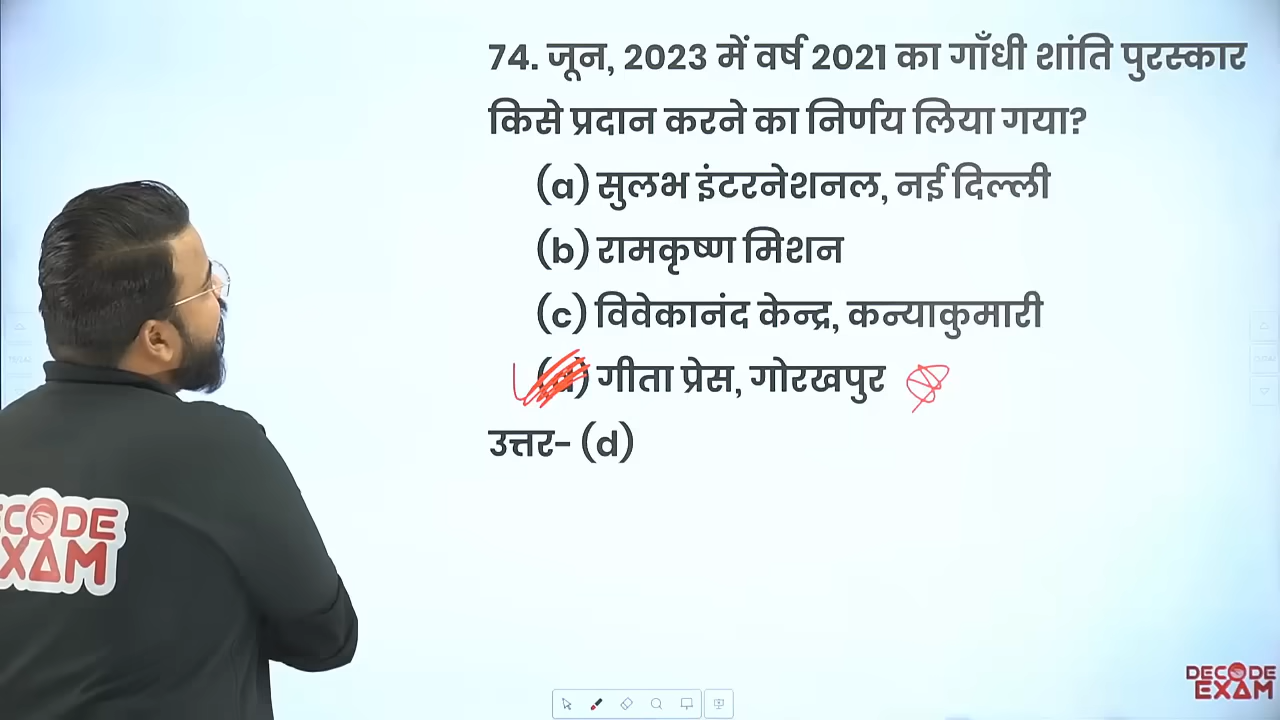 74. जून, 2023 में वर्ष 2021 का गाँधी शांति पुरस्कार
किसे प्रदान करने का निर्णय लिया गया?
(a) सुलभ इंटरनेशनल, नई दिल्ली
(b) रामकृष्ण मिशन
(c) विवेकानंद केन्द्र, कन्याकुमारी
(d) गीता प्रेस, गोरखपुर
उत्तर- (d)
ECODE
EXAM
DECODE
EXAM